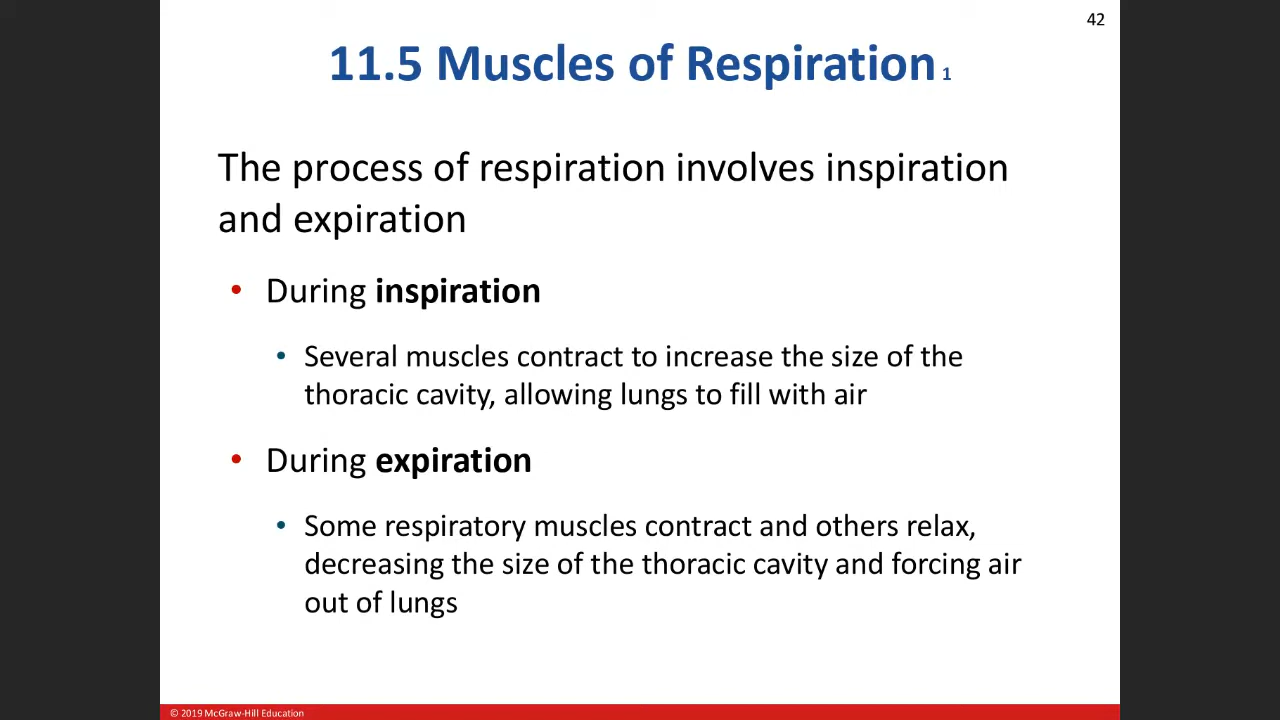 42
11.5 Muscles of Respiration 1
The process of respiration involves inspiration
and expiration
• During inspiration
• Several muscles contract to increase the size of the
thoracic cavity, allowing lungs to fill with air
• During expiration
• Some respiratory muscles contract and others relax,
decreasing the size of the thoracic cavity and forcing air
out of lungs
© 2019 McGraw-Hill Education